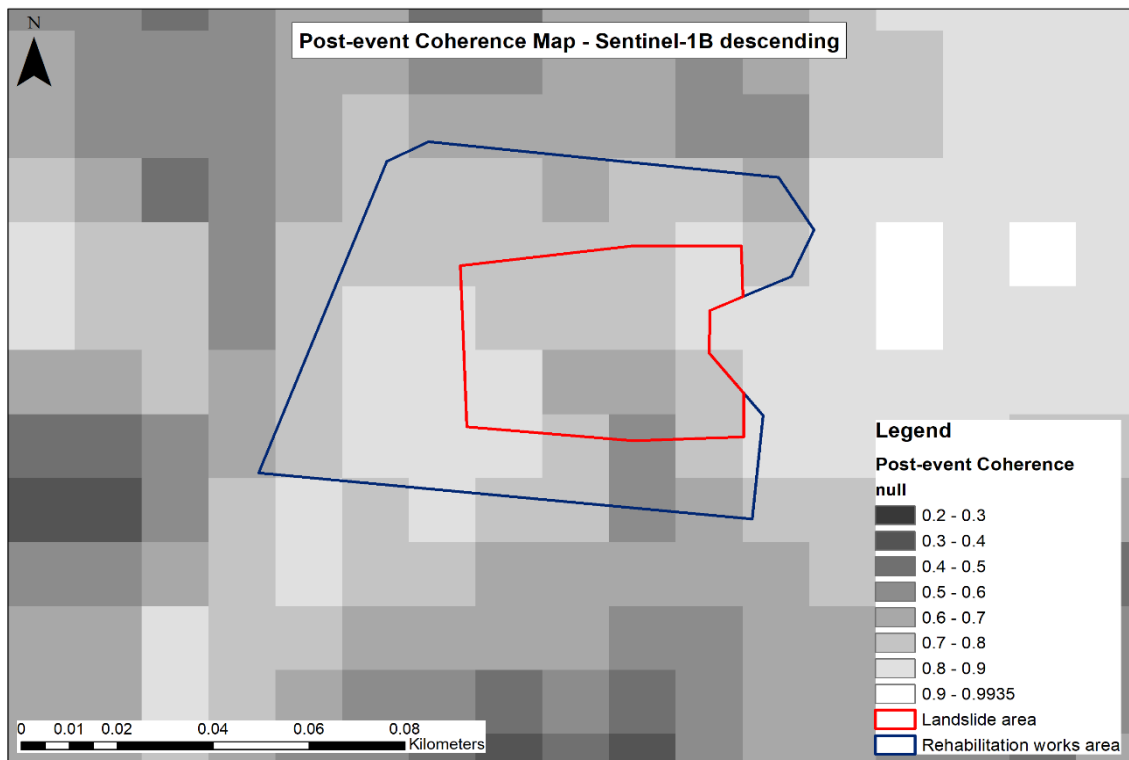 N
Post-event Coherence Map - Sentinel-1B descending
Legend
Post-event Coherence
null
0.2 - 0.3
0.3 - 0.4
0.4 - 0.5
0.5 - 0.6
0.6 - 0.7
0.7 - 0.8
0.8 - 0.9
0.9 - 0.9935
Landslide area
Rehabilitation works area
0 0.01 0.02 0.04 0.06 0.08
Kilometers